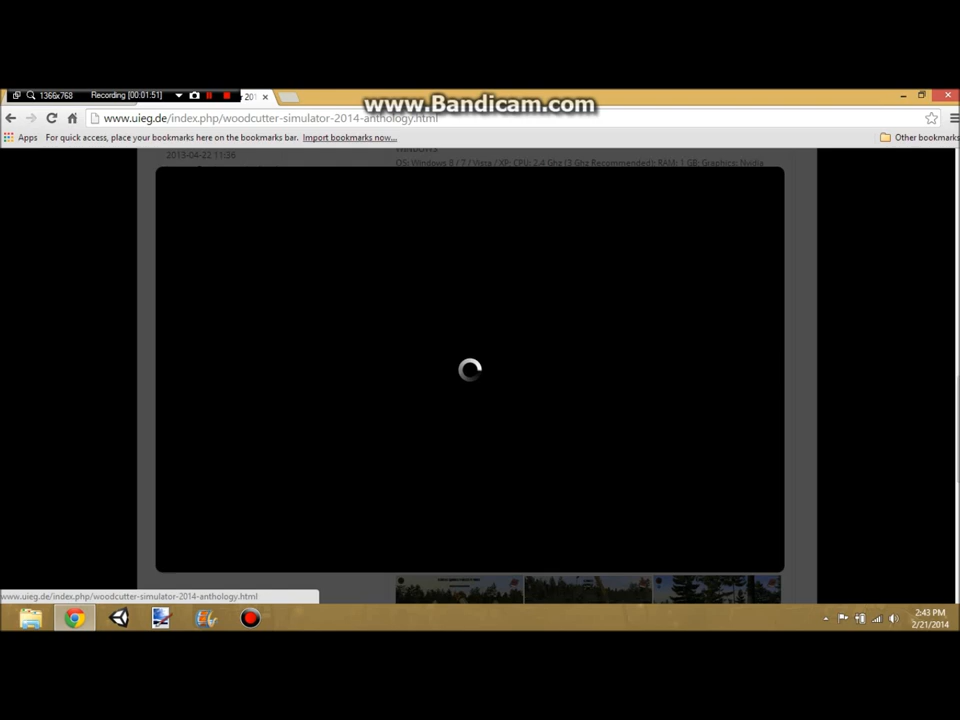 1366x768 Recording [00:01:51]
www.Bandicam.com
www.uieg.de/index.php/woodcutter-simulator-2014-anthology.html
Apps For quick access, place your bookmarks here on the bookmarks bar. Import bookmarks now... Other bookmarks
2013-04-22 11:36
OS: Windows 8 / 7 / Vista / XP; CPU: 2.4 Ghz (3 Ghz Recommended); RAM: 1 GB; Graphics: Nvidia
www.uieg.de/index.php/woodcutter-simulator-2014-anthology.html
2:43 PM
2/21/2014